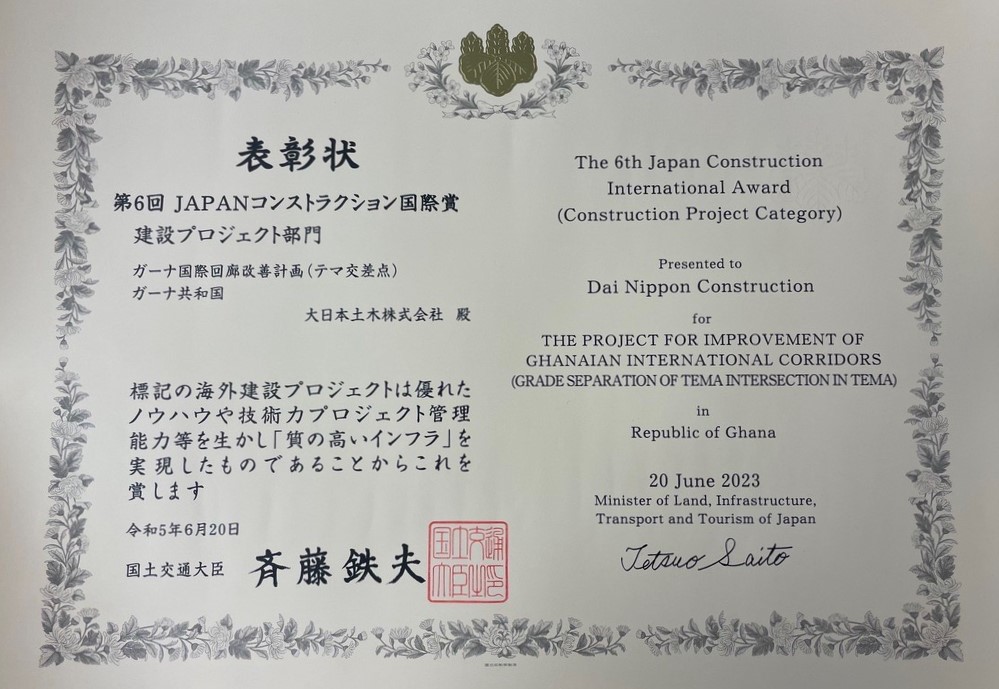 表彰状
第6回 JAPANコンストラクション国際賞
建設プロジェクト部門
ガーナ国際回廊改善計画(テマ交差点)
ガーナ共和国
大日本土木株式会社 殿
標記の海外建設プロジェクトは優れた
ノウハウや技術力プロジェクト管理
能力等を生かし「質の高いインフラ」を
実現したものであることからこれを
賞します
令和5年6月20日
国土交通大臣 斉藤鉄夫
The 6th Japan Construction
International Award
(Construction Project Category)
Presented to
Dai Nippon Construction
for
THE PROJECT FOR IMPROVEMENT OF
GHANAIAN INTERNATIONAL CORRIDORS
(GRADE SEPARATION OF TEMA INTERSECTION IN TEMA)
in
Republic of Ghana
20 June 2023
Minister of Land, Infrastructure,
Transport and Tourism of Japan
Tetsuo Saito